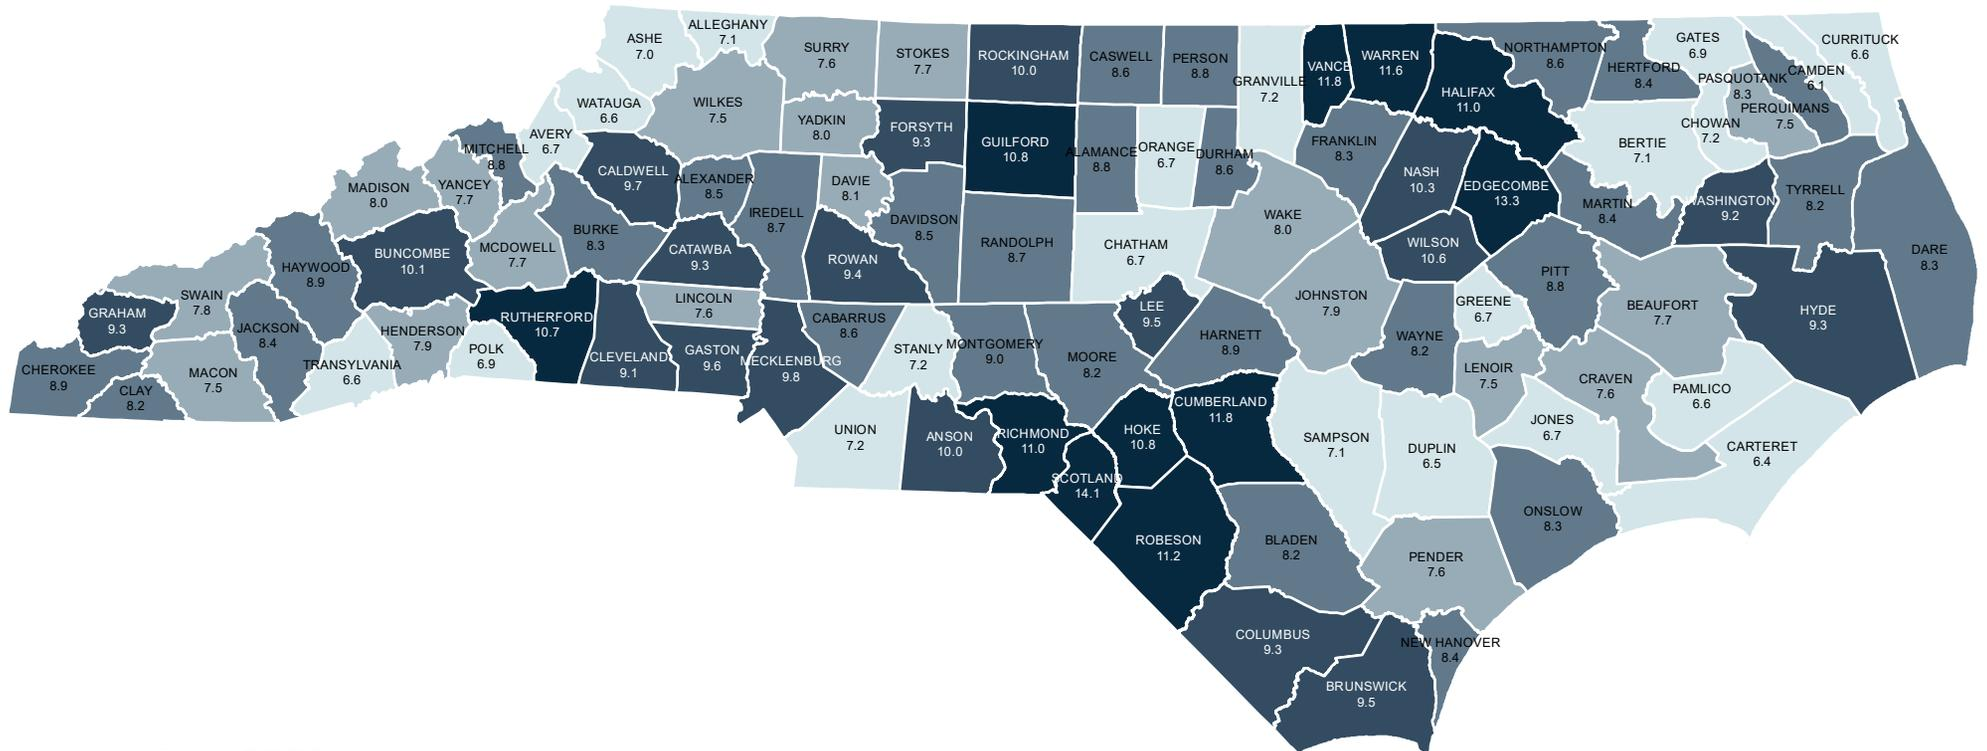 ASHE
7.0
ALLEGHANY
7.1
SURRY
7.6
STOKES
7.7
ROCKINGHAM
10.0
CASWELL
8.6
PERSON
8.8
GRANVILLE
7.2
VANCE
11.8
WARREN
11.6
HALIFAX
11.0
NORTHAMPTON
8.6
HERTFORD
8.4
GATES
6.9
PASQUOTANK
8.3
CAMDEN
6.1
CURRITUCK
6.6
PERQUIMANS
7.5
CHOWAN
7.2
BERTIE
7.1
WATAUGA
6.6
WILKES
7.5
YADKIN
8.0
FORSYTH
9.3
GUILFORD
10.8
ALAMANCE
8.8
ORANGE
6.7
DURHAM
8.6
FRANKLIN
8.3
NASH
10.3
EDGECOMBE
13.3
MARTIN
8.4
WASHINGTON
9.2
TYRRELL
8.2
DARE
8.3
AVERY
6.7
MITCHELL
8.8
YANCEY
7.7
MADISON
8.0
CALDWELL
9.7
ALEXANDER
8.5
IREDELL
8.7
DAVIE
8.1
DAVIDSON
8.5
RANDOLPH
8.7
CHATHAM
6.7
WAKE
8.0
WILSON
10.6
PITT
8.8
BEAUFORT
7.7
HYDE
9.3
HAYWOOD
8.9
BUNCOMBE
10.1
MCDOWELL
7.7
BURKE
8.3
CATAWBA
9.3
ROWAN
9.4
LINCOLN
7.6
LEE
9.5
JOHNSTON
7.9
GREENE
6.7
SWAIN
7.8
GRAHAM
9.3
JACKSON
8.4
HENDERSON
7.9
RUTHERFORD
10.7
POLK
6.9
CLEVELAND
9.1
GASTON
9.6
MECKLENBURG
9.8
CABARRUS
8.6
STANLY
7.2
MONTGOMERY
9.0
MOORE
8.2
HARNETT
8.9
WAYNE
8.2
LENOIR
7.5
CRAVEN
7.6
PAMLICO
6.6
CHEROKEE
8.9
CLAY
8.2
MACON
7.5
TRANSYLVANIA
6.6
UNION
7.2
ANSON
10.0
RICHMOND
11.0
SCOTLAND
14.1
HOKE
10.8
CUMBERLAND
11.8
SAMPSON
7.1
DUPLIN
6.5
JONES
6.7
CARTERET
6.4
ROBESON
11.2
BLADEN
8.2
PENDER
7.6
ONSLOW
8.3
COLUMBUS
9.3
NEW HANOVER
8.4
BRUNSWICK
9.5